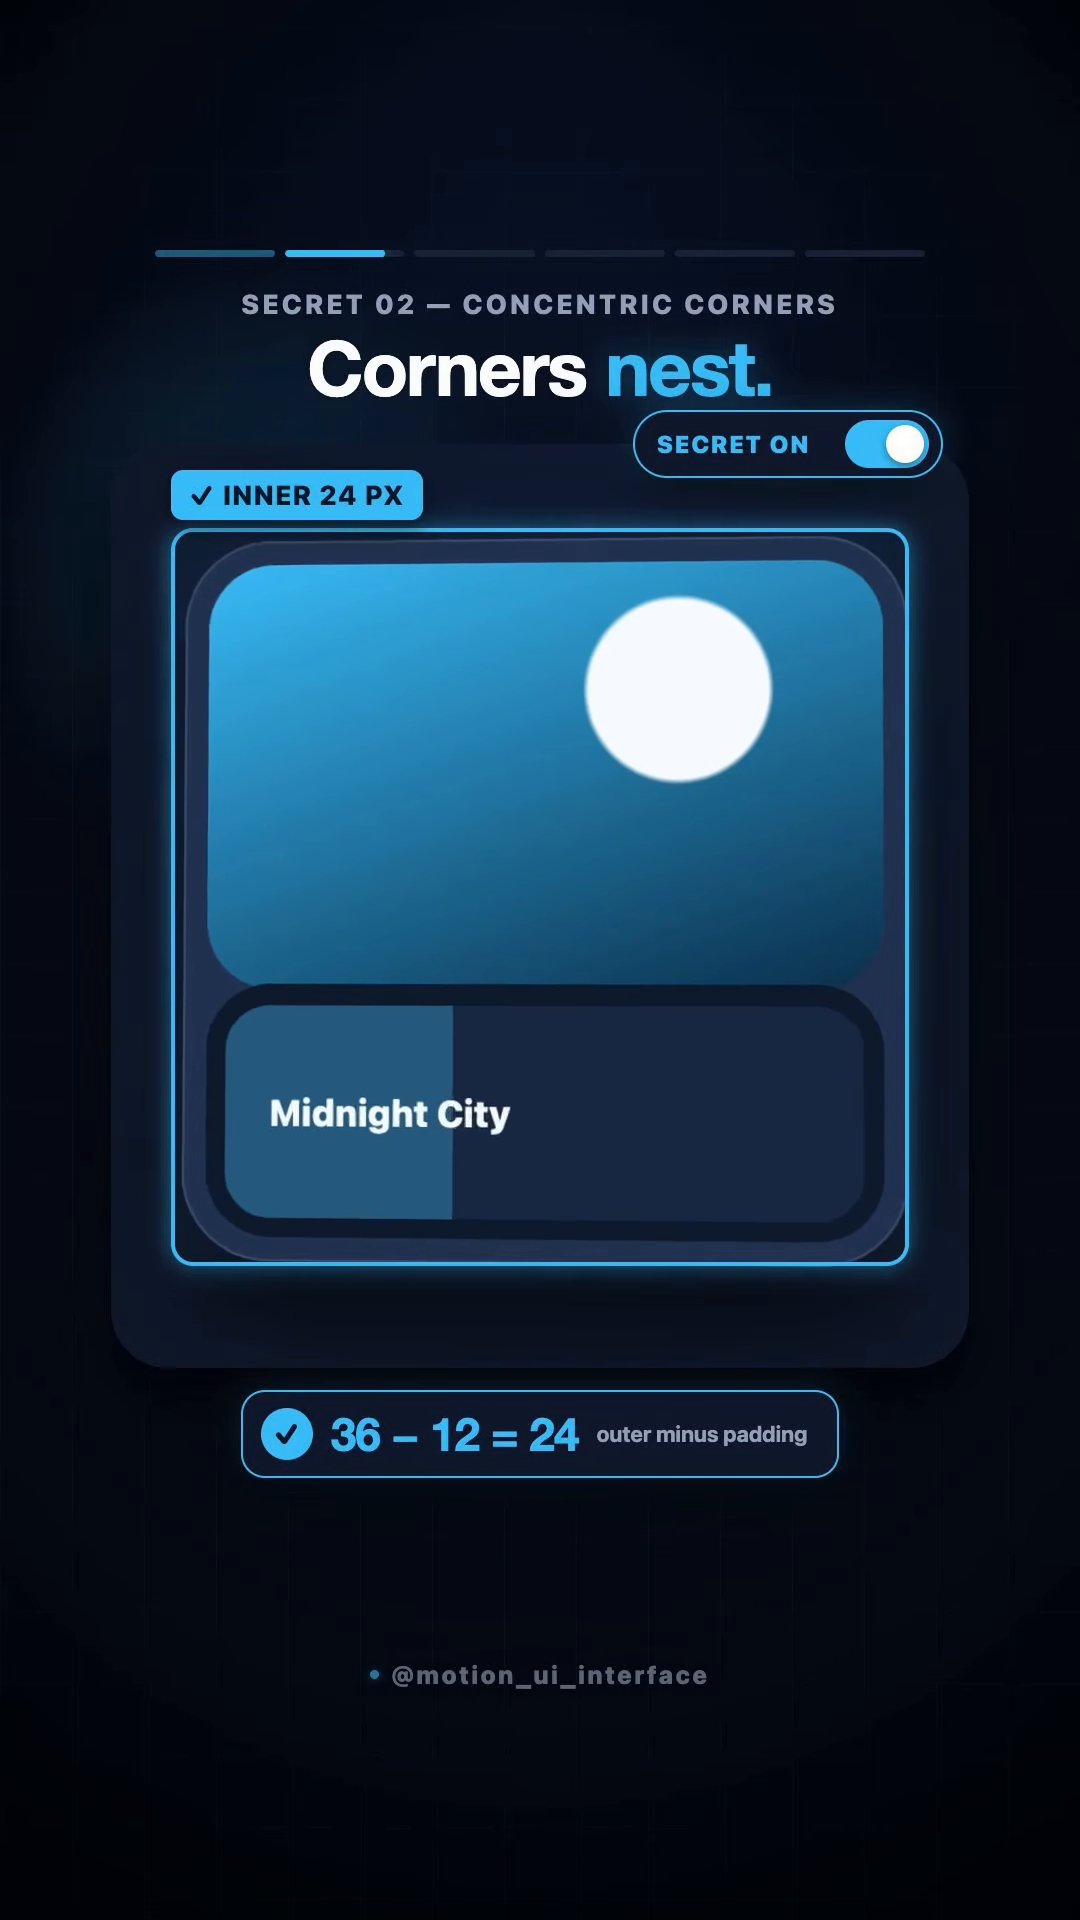 SECRET 02 — CONCENTRIC CORNERS
Corners nest.
SECRET ON
✓ INNER 24 PX
Midnight City
36 – 12 = 24 outer minus padding
@motion_ui_interface